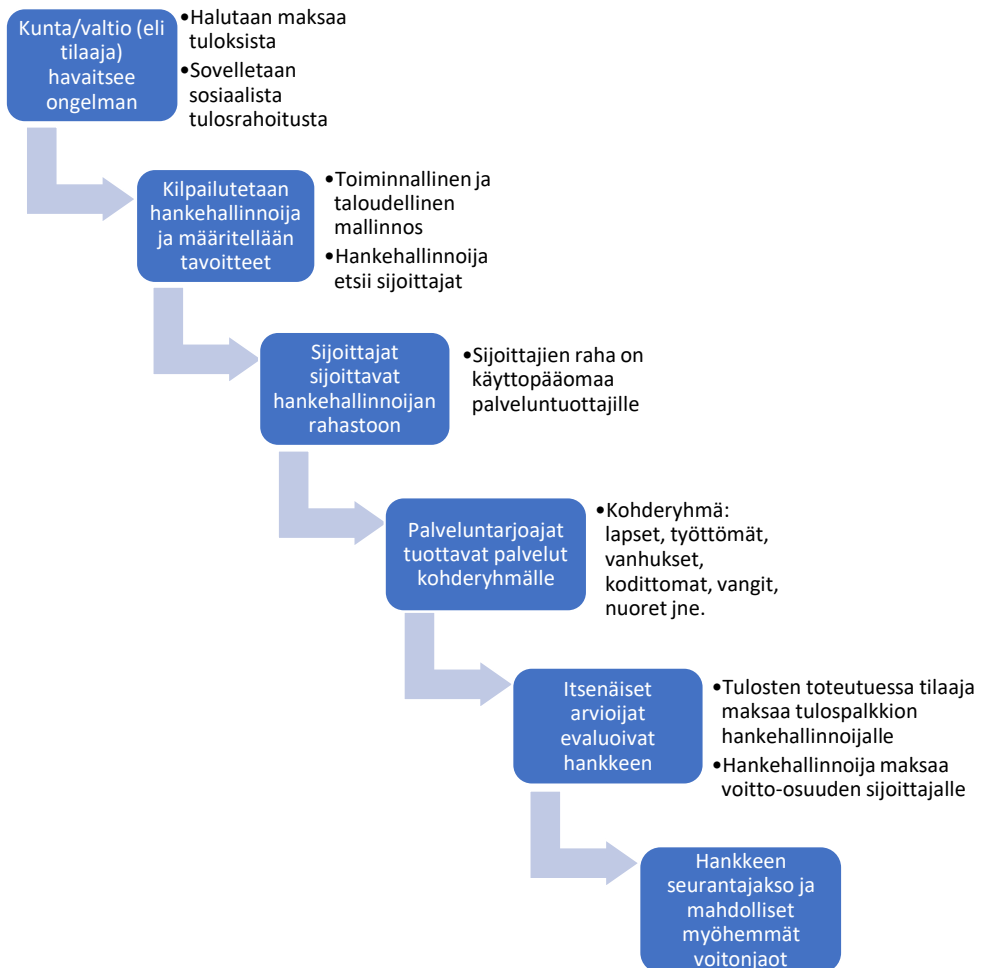 Kunta/valtio (eli
tilaaja)
havaitsee
ongelman
•Halutaan maksaa
tuloksista
•Sovelletaan
sosiaalista
tulosrahoitusta
Kilpailutetaan
hankehallinnoija
ja määritellään
tavoitteet
•Toiminnallinen ja
taloudellinen
mallinnos
•Hankehallinnoija
etsii sijoittajat
Sijoittajat
sijoittavat
hankehallinnoijan
rahastoon
•Sijoittajien raha on
käyttopääomaa
palveluntuottajille
Palveluntarjoajat
tuottavat palvelut
kohderyhmälle
•Kohderyhmä:
lapset, työttömät,
vanhukset,
kodittomat, vangit,
nuoret jne.
Itsenäiset
arvioijat
evaluoivat
hankkeen
•Tulosten toteutuessa tilaaja
maksaa tulospalkkion
hankehallinnoijalle
•Hankehallinnoija maksaa
voitto-osuuden sijoittajalle
Hankkeen
seurantajakso ja
mahdolliset
myöhemmät
voitonjaot